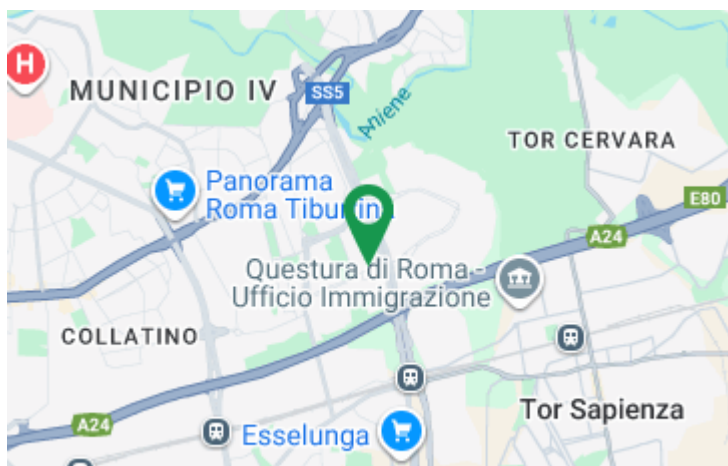 H
MUNICIPIO IV
SS5
Aniene
TOR CERVARA
Panorama
Roma Tiburtina
E80
A24
Questura di Roma -
Ufficio Immigrazione
COLLATINO
Tor Sapienza
A24
Esselunga